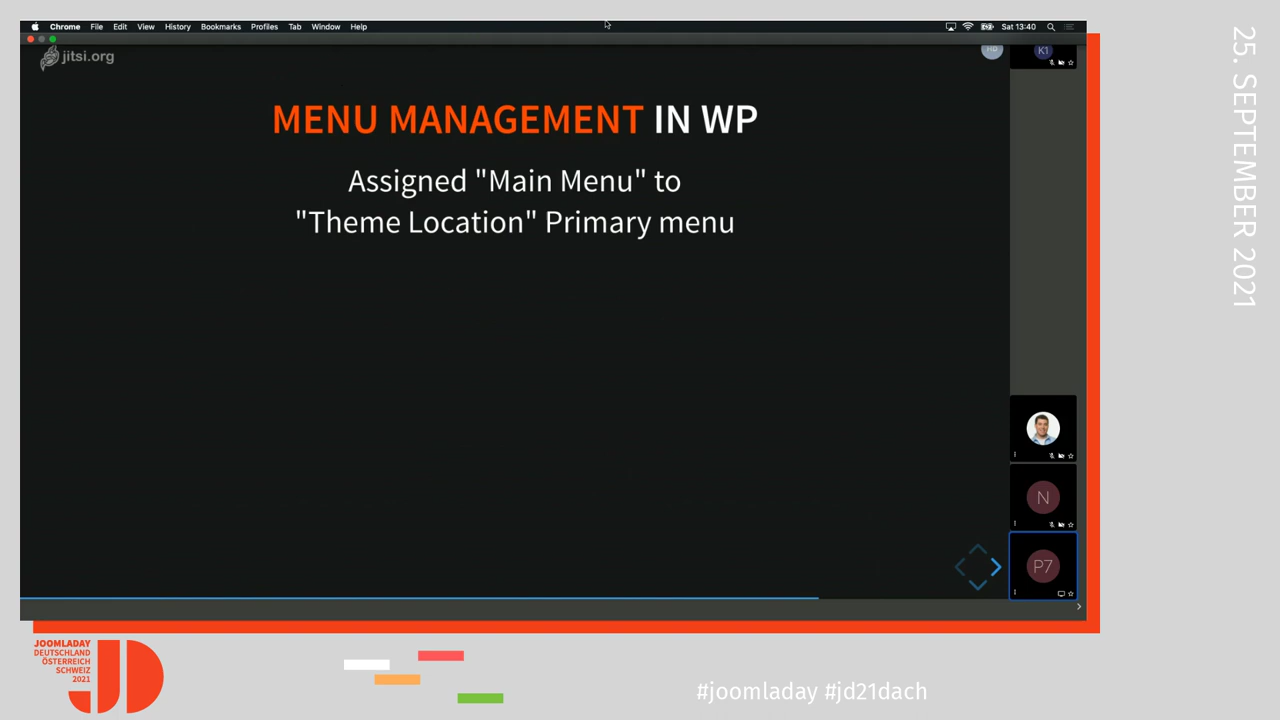 Chrome File Edit View History Bookmarks Profiles Tab Window Help
Sat 13:40
jitsi.org
HD
K1
MENU MANAGEMENT IN WP
Assigned "Main Menu" to
"Theme Location" Primary menu
N
P7
25. SEPTEMBER 2021
JOOMLADAY
DEUTSCHLAND
ÖSTERREICH
SCHWEIZ
2021
JD
#joomladay #jd21dach